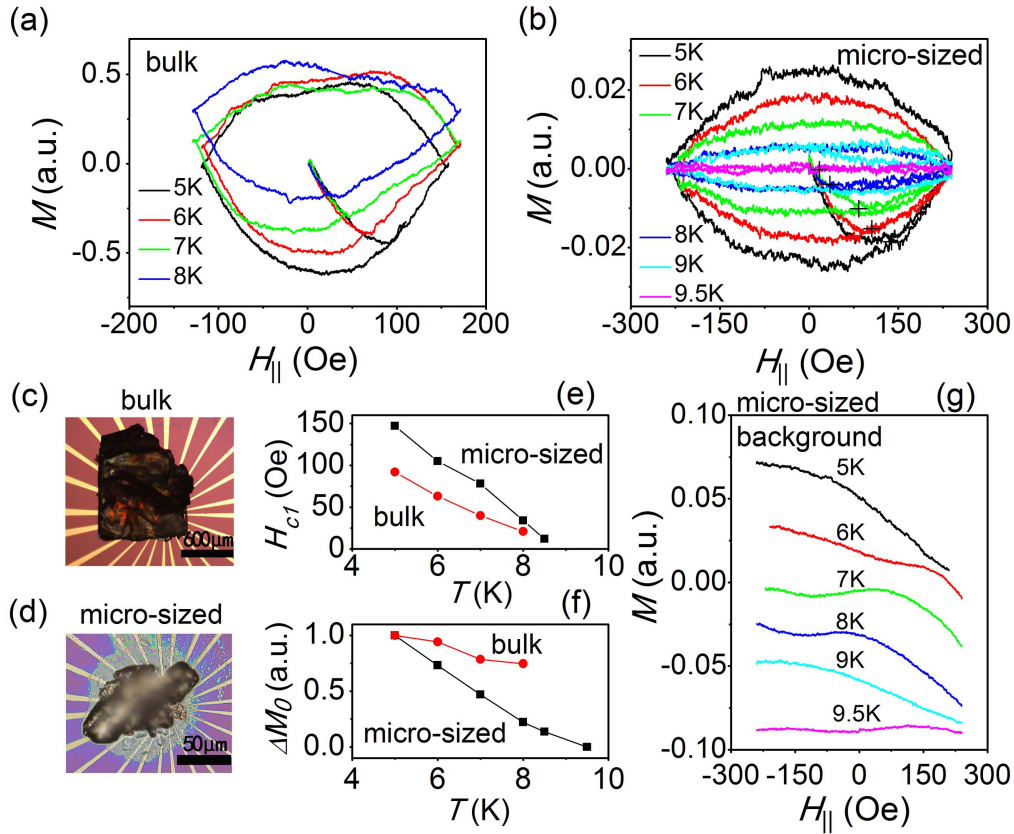 (a)
bulk
M (a.u.)
0.5
0.0
-0.5
5K
6K
7K
8K
-200 -100 0 100 200
H|| (Oe)
(b)
micro-sized
M (a.u.)
0.02
0.00
-0.02
5K
6K
7K
8K
9K
9.5K
-300 -150 0 150 300
H|| (Oe)
(c)
bulk
600μm
(d)
micro-sized
50μm
(e)
Hc1 (Oe)
150
100
50
0
micro-sized
bulk
4 6 8 10
T (K)
(f)
ΔM0 (a.u.)
1.0
0.5
0.0
bulk
micro-sized
4 6 8 10
T (K)
(g)
micro-sized
background
M (a.u.)
0.10
0.05
0.00
-0.05
-0.10
5K
6K
7K
8K
9K
9.5K
-300 -150 0 150 300
H|| (Oe)